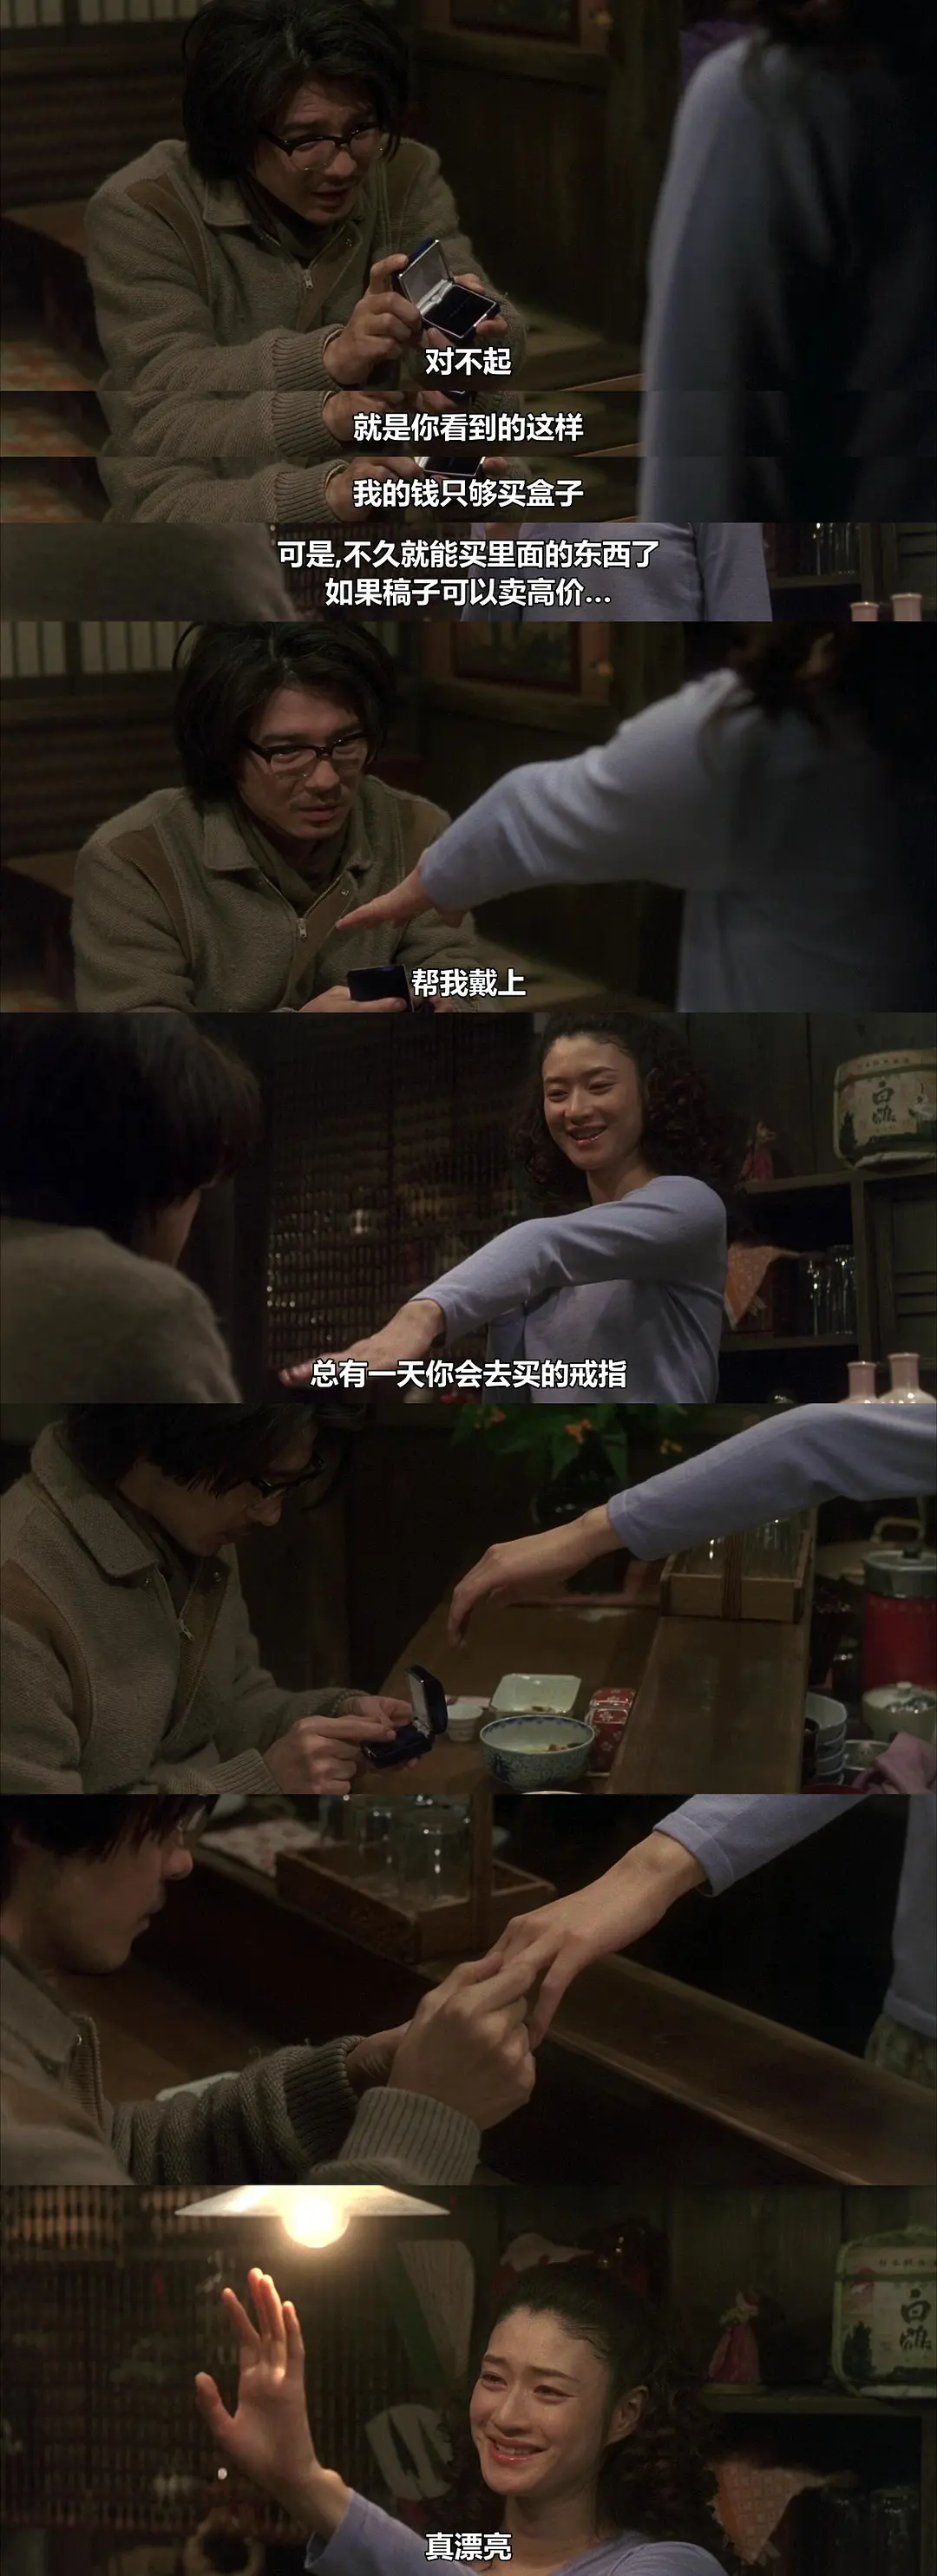 对不起
就是你看到的这样
我的钱只够买盒子
可是,不久就能买里面的东西了
如果稿子可以卖高价...
帮我戴上
白
总有一天你会去买的戒指
白
真漂亮